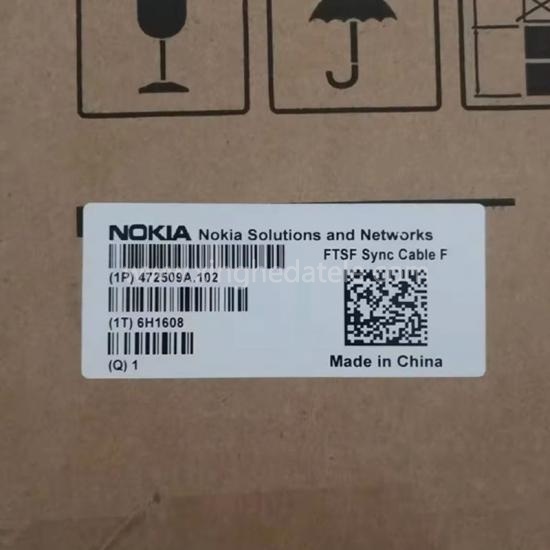 NOKIA Nokia Solutions and Networks
FTSF Sync Cable F
(1P) 472509A.102
(1T) 6H1608
(Q) 1
Made in China